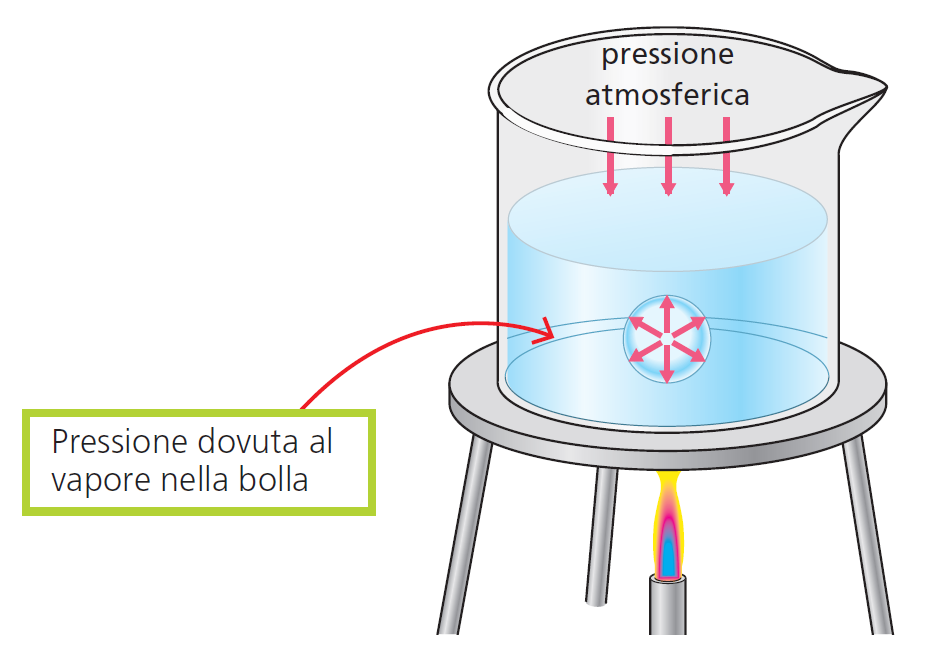 pressione
atmosferica
Pressione dovuta al
vapore nella bolla